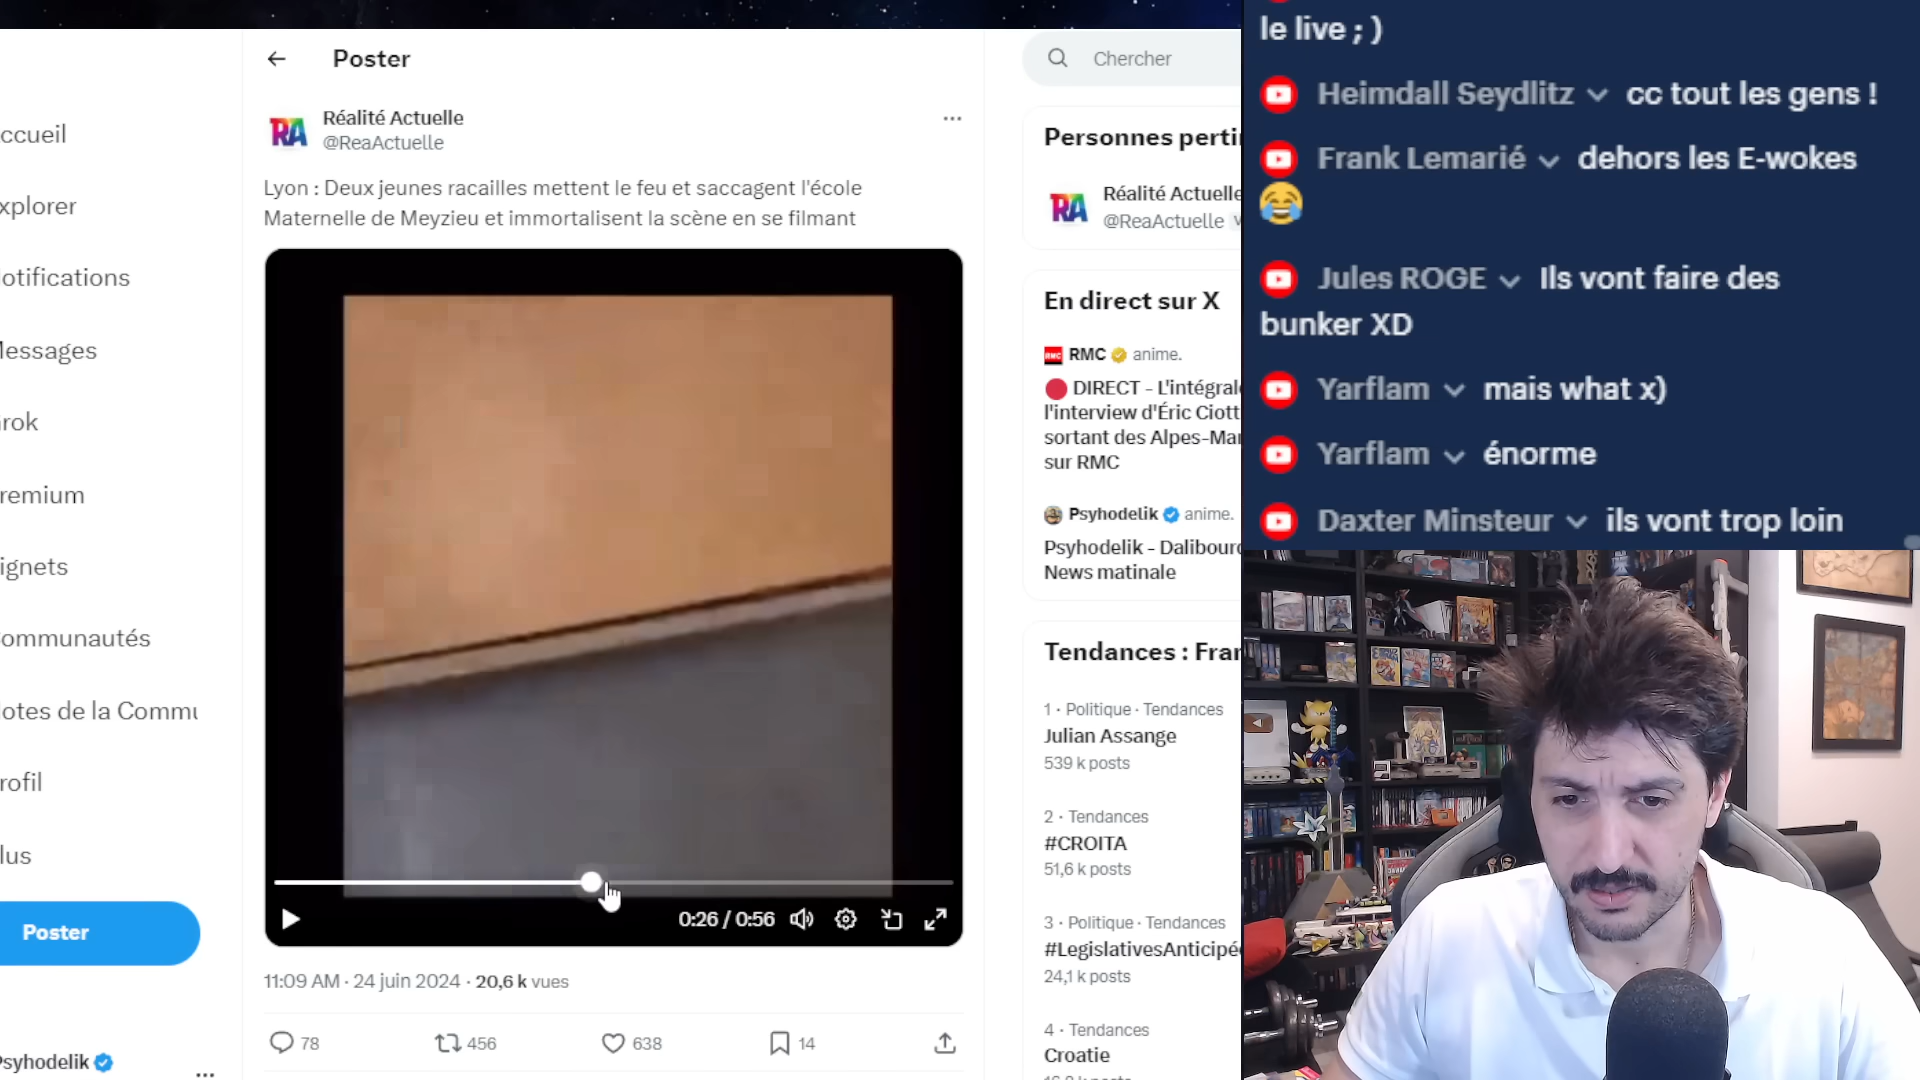 ccueil
xplorer
otifications
essages
rok
remium
ignets
ommunautés
otes de la Commu
rofil
lus
Poster
Psyhodelik
...
Poster
RA
Réalité Actuelle
@ReaActuelle
...
Lyon : Deux jeunes racailles mettent le feu et saccagent l'école
Maternelle de Meyzieu et immortalisent la scène en se filmant
0:26 / 0:56
11:09 AM · 24 juin 2024 · 20,6 k vues
78
456
638
14
Chercher
Personnes perti
RA
Réalité Actuelle
@ReaActuelle
En direct sur X
RMC anime.
DIRECT - L'intégral
l'interview d'Éric Ciott
sortant des Alpes-Mar
sur RMC
Psyhodelik anime.
Psyhodelik - Dalibourd
News matinale
Tendances : Fran
1 · Politique · Tendances
Julian Assange
539 k posts
2 · Tendances
#CROITA
51,6 k posts
3 · Politique · Tendances
#LegislativesAnticipée
24,1 k posts
4 · Tendances
Croatie
le live ; )
Heimdall Seydlitz cc tout les gens !
Frank Lemarié dehors les E-wokes
😂
Jules ROGE Ils vont faire des
bunker XD
Yarflam mais what x)
Yarflam énorme
Daxter Minsteur ils vont trop loin